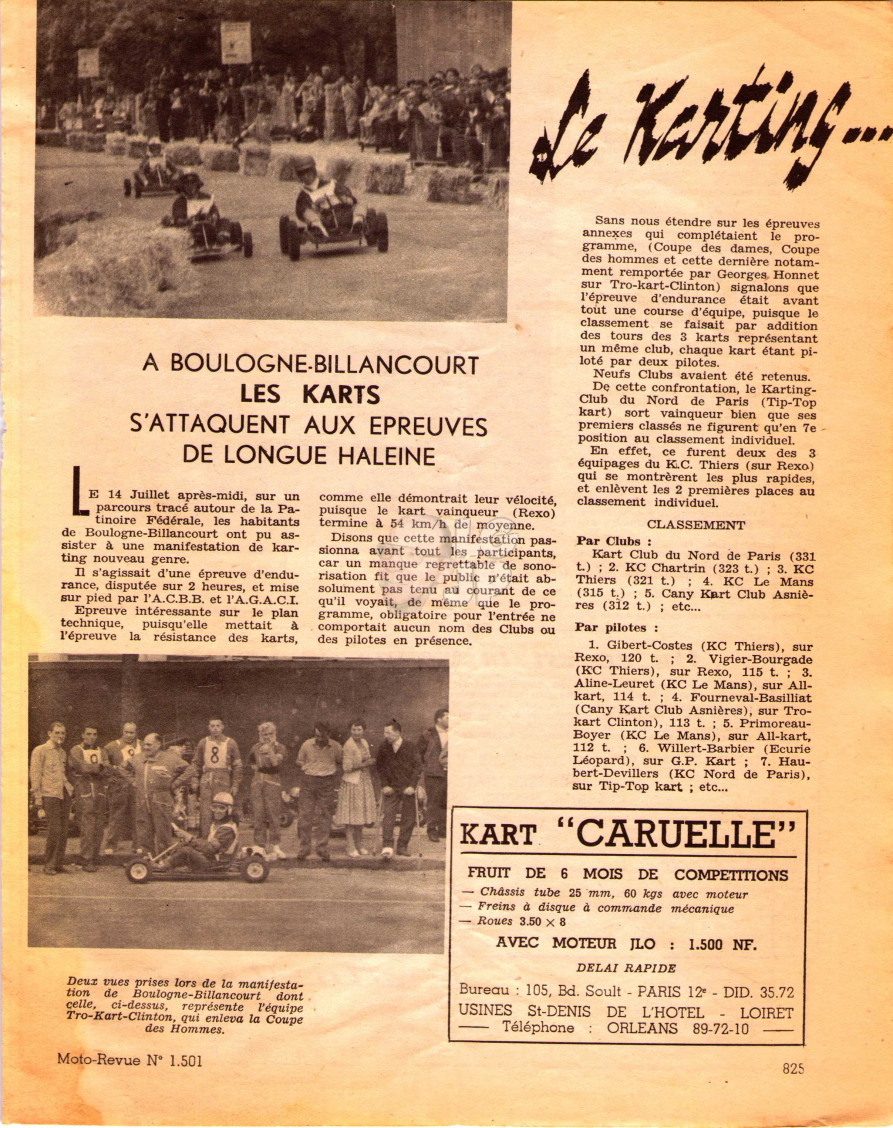 Le Karting...
A BOULOGNE-BILLANCOURT
LES KARTS
S'ATTAQUENT AUX EPREUVES
DE LONGUE HALEINE
LE 14 Juillet après-midi, sur un
parcours tracé autour de la Pa-
tinoire Fédérale, les habitants
de Boulogne-Billancourt ont pu as-
sister à une manifestation de kar-
ting nouveau genre.
Il s'agissait d'une épreuve d'endu-
rance, disputée sur 2 heures, et mise
sur pied par l'A.C.B.B. et l'A.G.A.C.I.
Epreuve intéressante sur le plan
technique, puisqu'elle mettait à
l'épreuve la résistance des karts,
comme elle démontrait leur vélocité,
puisque le kart vainqueur (Rexo)
termine à 54 km/h de moyenne.
Disons que cette manifestation pas-
sionna avant tout les participants,
car un manque regrettable de sono-
risation fit que le public n'était ab-
solument pas tenu au courant de ce
qu'il voyait, de même que le pro-
gramme, obligatoire pour l'entrée ne
comportait aucun nom des Clubs ou
des pilotes en présence.
Sans nous étendre sur les épreuves
annexes qui complétaient le pro-
gramme, (Coupe des dames, Coupe
des hommes et cette dernière notam-
ment remportée par Georges Honnet
sur Tro-kart-Clinton) signalons que
l'épreuve d'endurance était avant
tout une course d'équipe, puisque le
classement se faisait par addition
des tours des 3 karts représentant
un même club, chaque kart étant pi-
loté par deux pilotes.
Neufs Clubs avaient été retenus.
De cette confrontation, le Karting-
Club du Nord de Paris (Tip-Top
kart) sort vainqueur bien que ses
premiers classés ne figurent qu'en 7e
position au classement individuel.
En effet, ce furent deux des 3
équipages du K.C. Thiers (sur Rexo)
qui se montrèrent les plus rapides,
et enlèvent les 2 premières places au
classement individuel.
CLASSEMENT
Par Clubs :
Kart Club du Nord de Paris (331
t.) ; 2. KC Chartrin (323 t.) ; 3. KC
Thiers (321 t.) ; 4. KC Le Mans
(315 t.) ; 5. Cany Kart Club Asniè-
res (312 t.) ; etc...
Par pilotes :
1. Gibert-Costes (KC Thiers), sur
Rexo, 120 t. ; 2. Vigier-Bourgade
(KC Thiers), sur Rexo, 115 t. ; 3.
Aline-Leuret (KC Le Mans), sur All-
kart, 114 t. ; 4. Fourneval-Basilliat
(Cany Kart Club Asnières), sur Tro-
kart Clinton), 113 t. ; 5. Primoreau-
Boyer (KC Le Mans), sur All-kart,
112 t. ; 6. Willert-Barbier (Ecurie
Léopard), sur G.P. Kart ; 7. Hau-
bert-Devillers (KC Nord de Paris),
sur Tip-Top kart ; etc...
8
Deux vues prises lors de la manifesta-
tion de Boulogne-Billancourt dont
celle, ci-dessus, représente l'équipe
Tro-Kart-Clinton, qui enleva la Coupe
des Hommes.
KART "CARUELLE"
FRUIT DE 6 MOIS DE COMPETITIONS
— Châssis tube 25 mm, 60 kgs avec moteur
— Freins à disque à commande mécanique
— Roues 3.50 × 8
AVEC MOTEUR JLO : 1.500 NF.
DELAI RAPIDE
Bureau : 105, Bd. Soult - PARIS 12e - DID. 35.72
USINES St-DENIS DE L'HOTEL - LOIRET
— Téléphone : ORLEANS 89-72-10 —
Moto-Revue N° 1.501
825